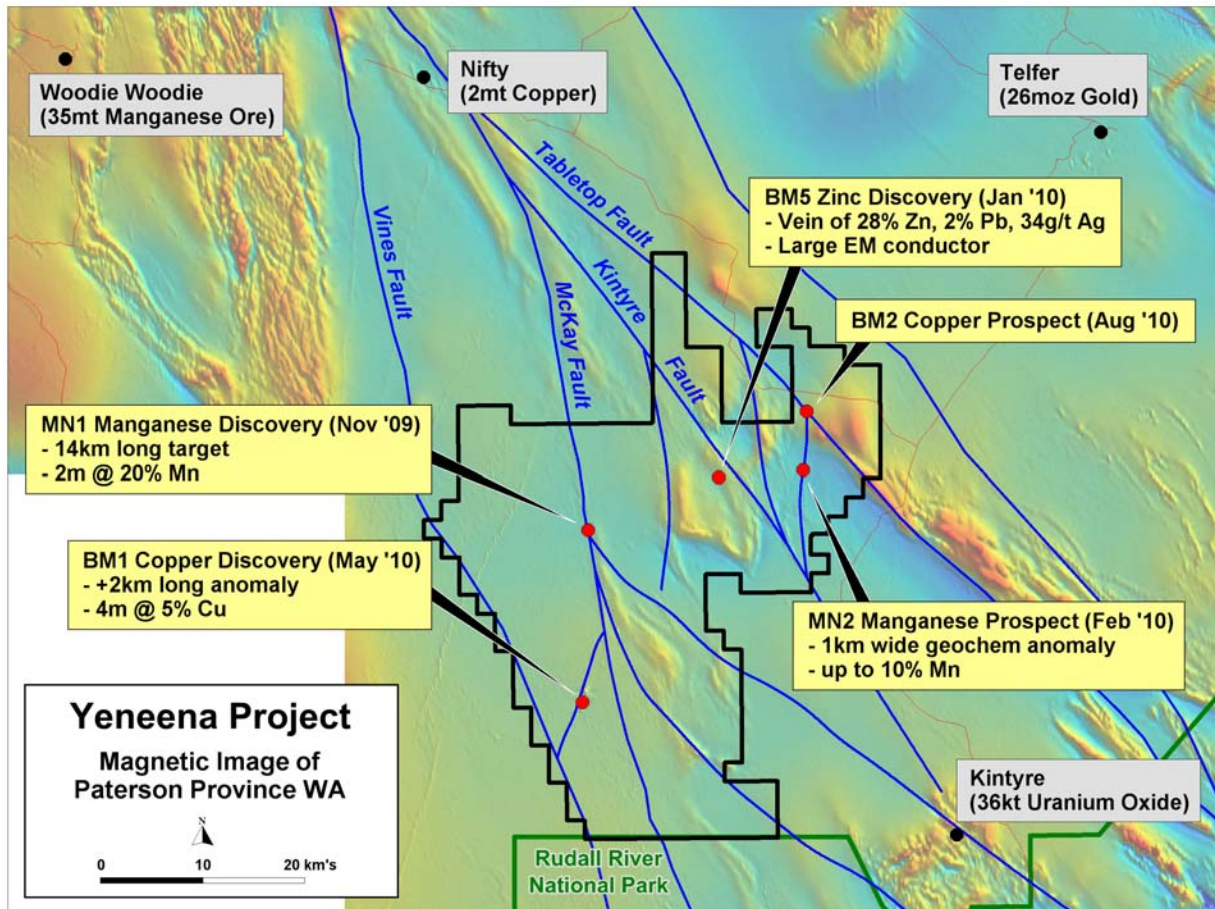 Woodie Woodie
(35mt Manganese Ore)
Nifty
(2mt Copper)
Telfer
(26moz Gold)
Vines Fault
McKay Fault
Kintyre
Fault
Tabletop Fault
BM5 Zinc Discovery (Jan '10)
- Vein of 28% Zn, 2% Pb, 34g/t Ag
- Large EM conductor
BM2 Copper Prospect (Aug '10)
MN1 Manganese Discovery (Nov '09)
- 14km long target
- 2m @ 20% Mn
BM1 Copper Discovery (May '10)
- +2km long anomaly
- 4m @ 5% Cu
MN2 Manganese Prospect (Feb '10)
- 1km wide geochem anomaly
- up to 10% Mn
Yeneena Project
Magnetic Image of
Paterson Province WA
N
0 10 20 km's
Kintyre
(36kt Uranium Oxide)
Rudall River
National Park